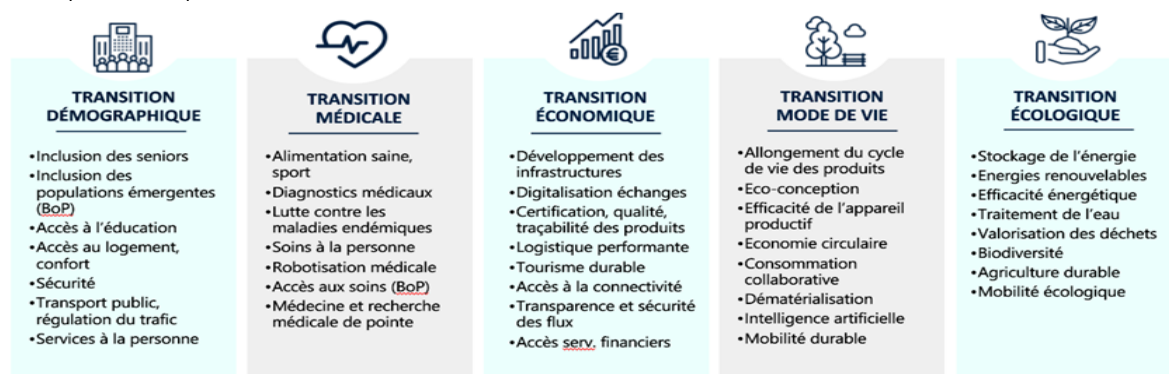 TRANSITION
DÉMOGRAPHIQUE
•Inclusion des seniors
•Inclusion des
populations émergentes
(BoP)
•Accès à l'éducation
•Accès au logement,
confort
•Sécurité
•Transport public,
régulation du trafic
•Services à la personne
TRANSITION
MÉDICALE
•Alimentation saine,
sport
•Diagnostics médicaux
•Lutte contre les
maladies endémiques
•Soins à la personne
•Robotisation médicale
•Accès aux soins (BoP)
•Médecine et recherche
médicale de pointe
€
TRANSITION
ÉCONOMIQUE
•Développement des
infrastructures
•Digitalisation échanges
•Certification, qualité,
traçabilité des produits
•Logistique performante
•Tourisme durable
•Accès à la connectivité
•Transparence et sécurité
des flux
•Accès serv. financiers
TRANSITION
MODE DE VIE
•Allongement du cycle
de vie des produits
•Eco-conception
•Efficacité de l'appareil
productif
•Economie circulaire
•Consommation
collaborative
•Dématérialisation
•Intelligence artificielle
•Mobilité durable
TRANSITION
ÉCOLOGIQUE
•Stockage de l'énergie
•Energies renouvelables
•Efficacité énergétique
•Traitement de l'eau
•Valorisation des déchets
•Biodiversité
•Agriculture durable
•Mobilité écologique